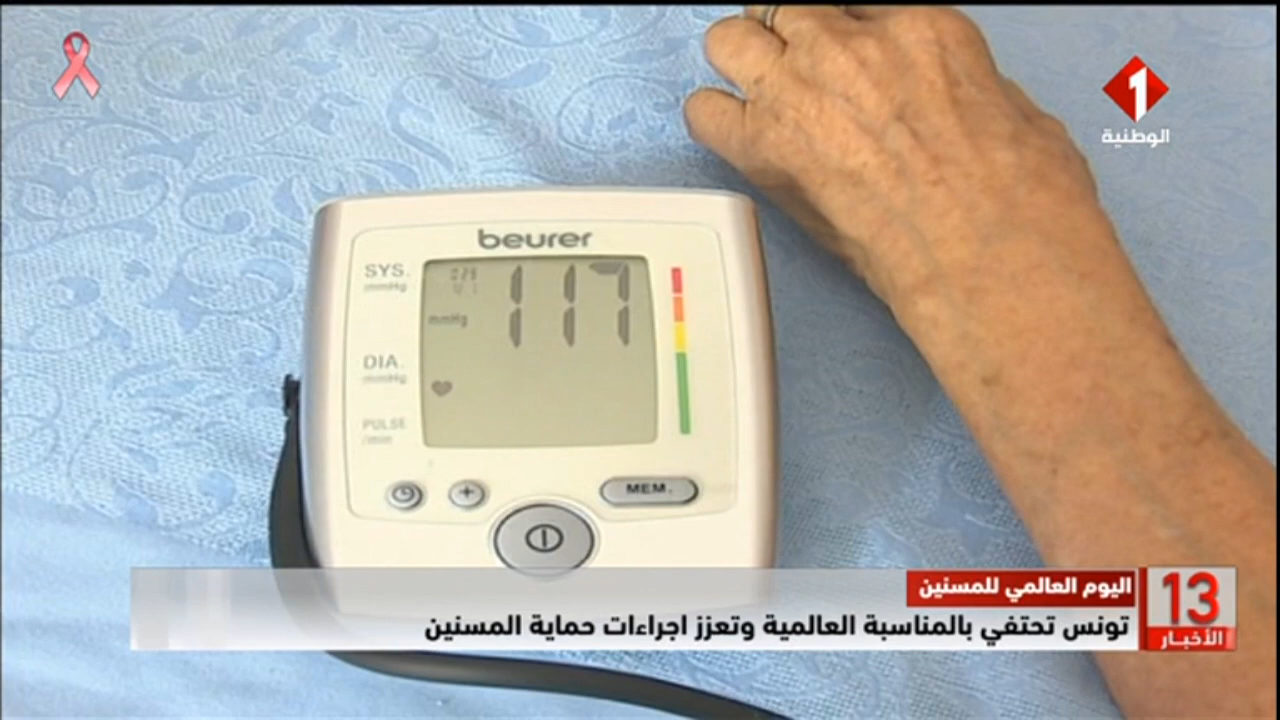 1
الوطنية
beurer
SYS.
mmHg
117
mmHg
DIA.
mmHg
PULSE
/min
MEM.
اليوم العالمي للمسنين
تونس تحتفي بالمناسبة العالمية وتعزز اجراءات حماية المسنين
13
الأخبار